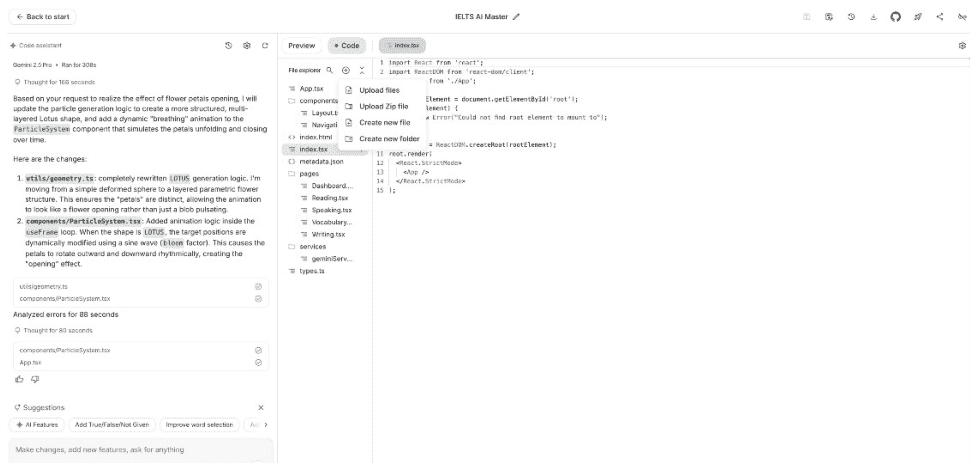 Back to start
IELTS AI Master
Code assistant
Gemini 2.5 Pro • Ran for 308s
Thought for 168 seconds
Based on your request to realize the effect of flower petals opening, I will
update the particle generation logic to create a more structured, multi-
layered Lotus shape, and add a dynamic "breathing" animation to the
ParticleSystem component that simulates the petals unfolding and closing
over time.
Here are the changes:
1. utils/geometry.ts: completely rewritten LOTUS generation logic. I'm
moving from a simple deformed sphere to a layered parametric flower
structure. This ensures the "petals" are distinct, allowing the animation
to look like a flower opening rather than just a blob pulsating.
2. components/ParticleSystem.tsx: Added animation logic inside the
useFrame loop. When the shape is LOTUS, the target positions are
dynamically modified using a sine wave (bloom factor). This causes the
petals to rotate outward and downward rhythmically, creating the
"opening" effect.
utils/geometry.ts
components/ParticleSystem.tsx
Analyzed errors for 88 seconds
Thought for 80 seconds
components/ParticleSystem.tsx
App.tsx
Suggestions
AI Features
Add True/False/Not Given
Improve word selection
Make changes, add new features, ask for anything
Preview
Code
index.tsx
File explorer
App.tsx
components
Layout.t
Navigati
index.html
index.tsx
metadata.json
pages
Dashboard....
Reading.tsx
Speaking.tsx
Vocabulary...
Writing.tsx
services
geminiServ...
types.ts
Upload files
Upload Zip file
Create new file
Create new folder
1 import React from 'react';
2 import ReactDOM from 'react-dom/client';
from './App';
Element = document.getElementById('root');
lement) {
w Error("Could not find root element to mount to");
= ReactDOM.createRoot(rootElement);
11 root.render(
12 <React.StrictMode>
13 <App />
14 </React.StrictMode>
15 );